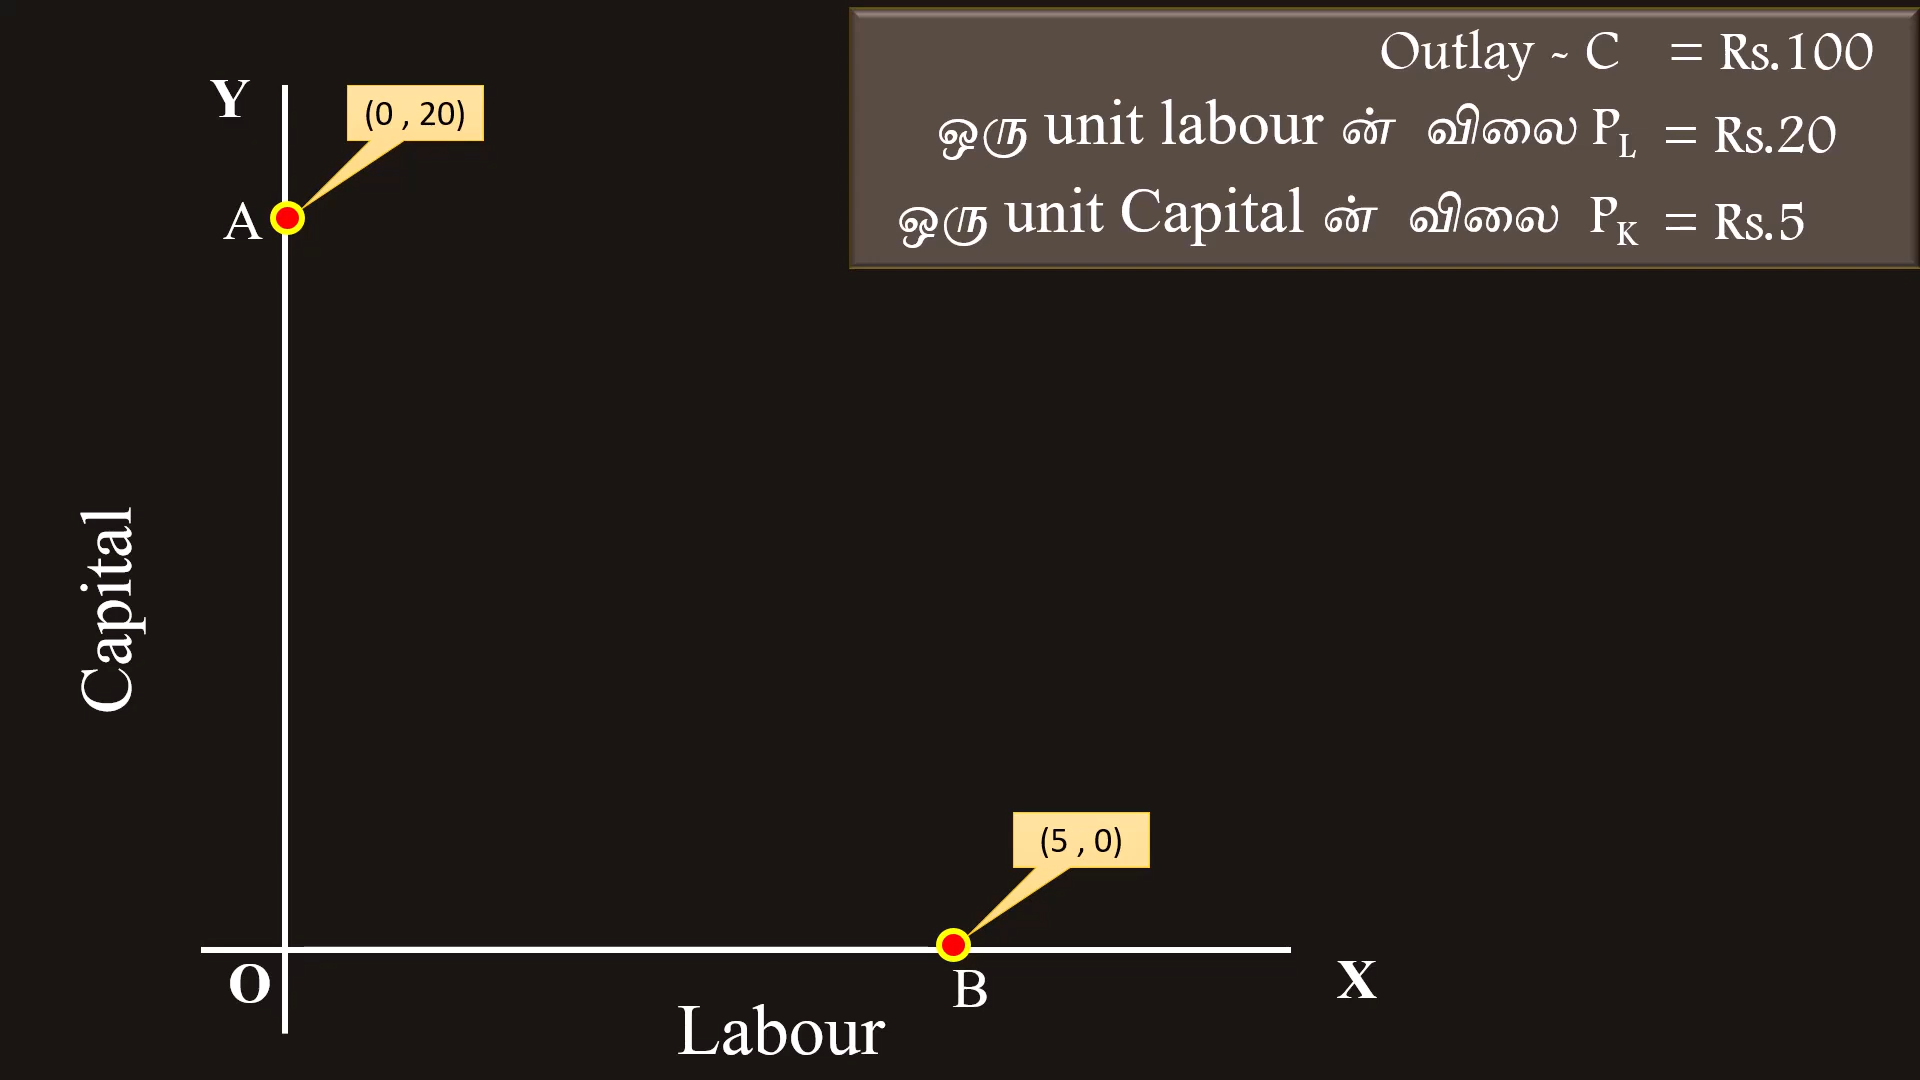 Outlay - C = Rs.100
ஒரு unit labour ன் விலை PL = Rs.20
ஒரு unit Capital ன் விலை PK = Rs.5
Y
(0 , 20)
A
Capital
(5 , 0)
O
B
X
Labour